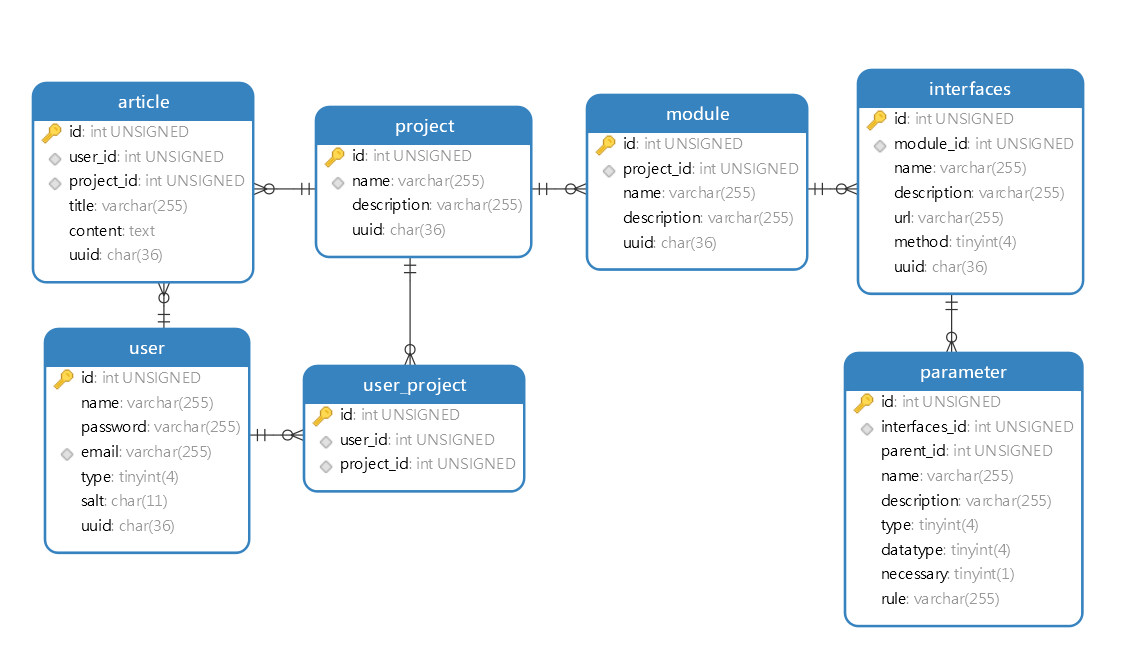 article
id: int UNSIGNED
user_id: int UNSIGNED
project_id: int UNSIGNED
title: varchar(255)
content: text
uuid: char(36)
project
id: int UNSIGNED
name: varchar(255)
description: varchar(255)
uuid: char(36)
module
id: int UNSIGNED
project_id: int UNSIGNED
name: varchar(255)
description: varchar(255)
uuid: char(36)
interfaces
id: int UNSIGNED
module_id: int UNSIGNED
name: varchar(255)
description: varchar(255)
url: varchar(255)
method: tinyint(4)
uuid: char(36)
user
id: int UNSIGNED
name: varchar(255)
password: varchar(255)
email: varchar(255)
type: tinyint(4)
salt: char(11)
uuid: char(36)
user_project
id: int UNSIGNED
user_id: int UNSIGNED
project_id: int UNSIGNED
parameter
id: int UNSIGNED
interfaces_id: int UNSIGNED
parent_id: int UNSIGNED
name: varchar(255)
description: varchar(255)
type: tinyint(4)
datatype: tinyint(4)
necessary: tinyint(1)
rule: varchar(255)